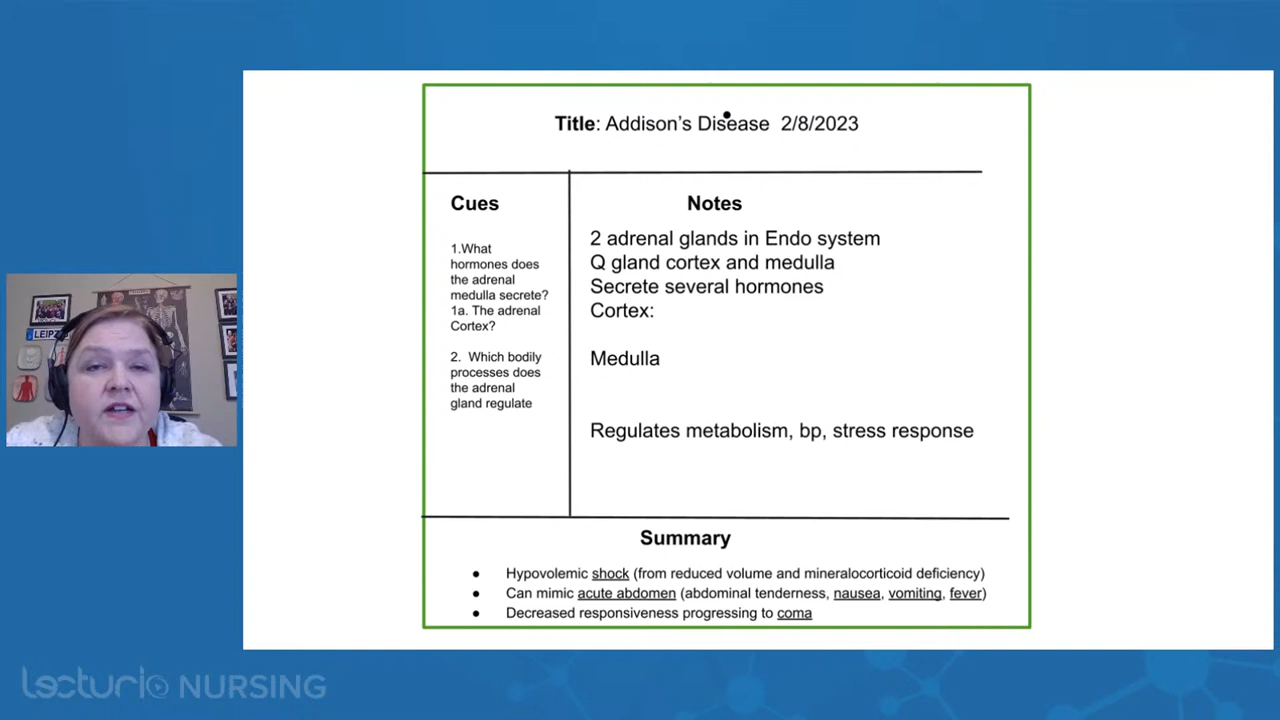 Title: Addison's Disease 2/8/2023
Cues
1.What
hormones does
the adrenal
medulla secrete?
1a. The adrenal
Cortex?
2. Which bodily
processes does
the adrenal
gland regulate
Notes
2 adrenal glands in Endo system
Q gland cortex and medulla
Secrete several hormones
Cortex:
Medulla
Regulates metabolism, bp, stress response
Summary
• Hypovolemic shock (from reduced volume and mineralocorticoid deficiency)
• Can mimic acute abdomen (abdominal tenderness, nausea, vomiting, fever)
• Decreased responsiveness progressing to coma
LEIPZ
Lecturio NURSING